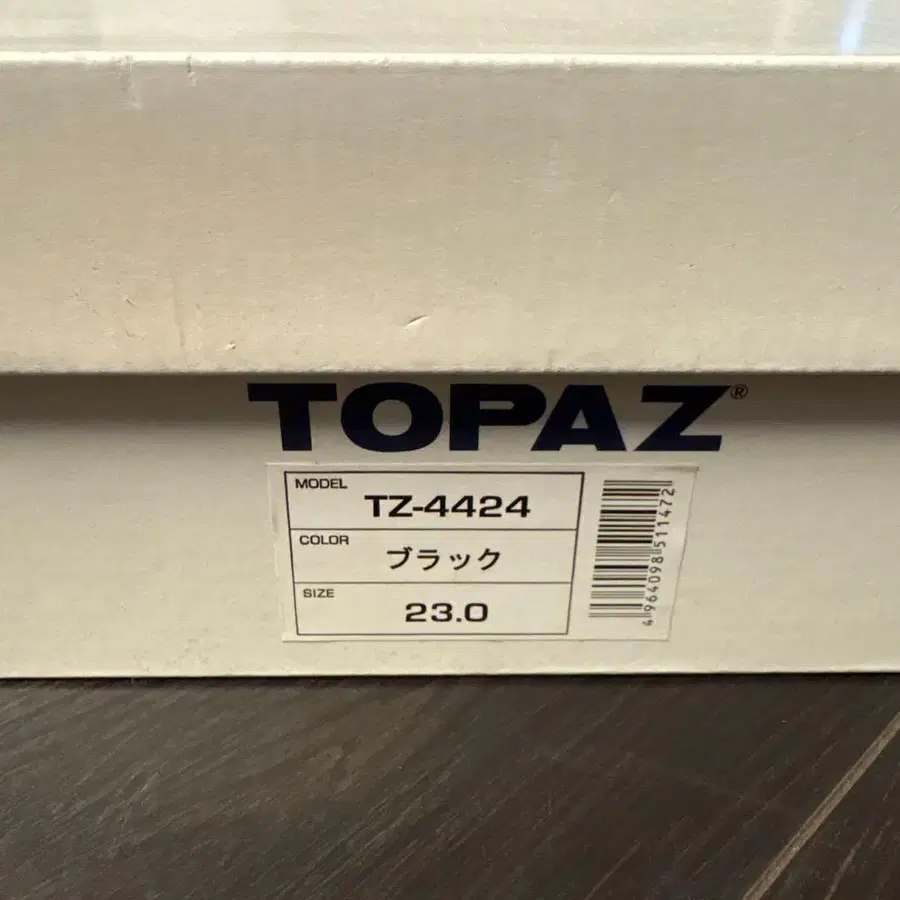 TOPAZ®
MODEL
TZ-4424
COLOR
ブラック
SIZE
23.0
4964098511472